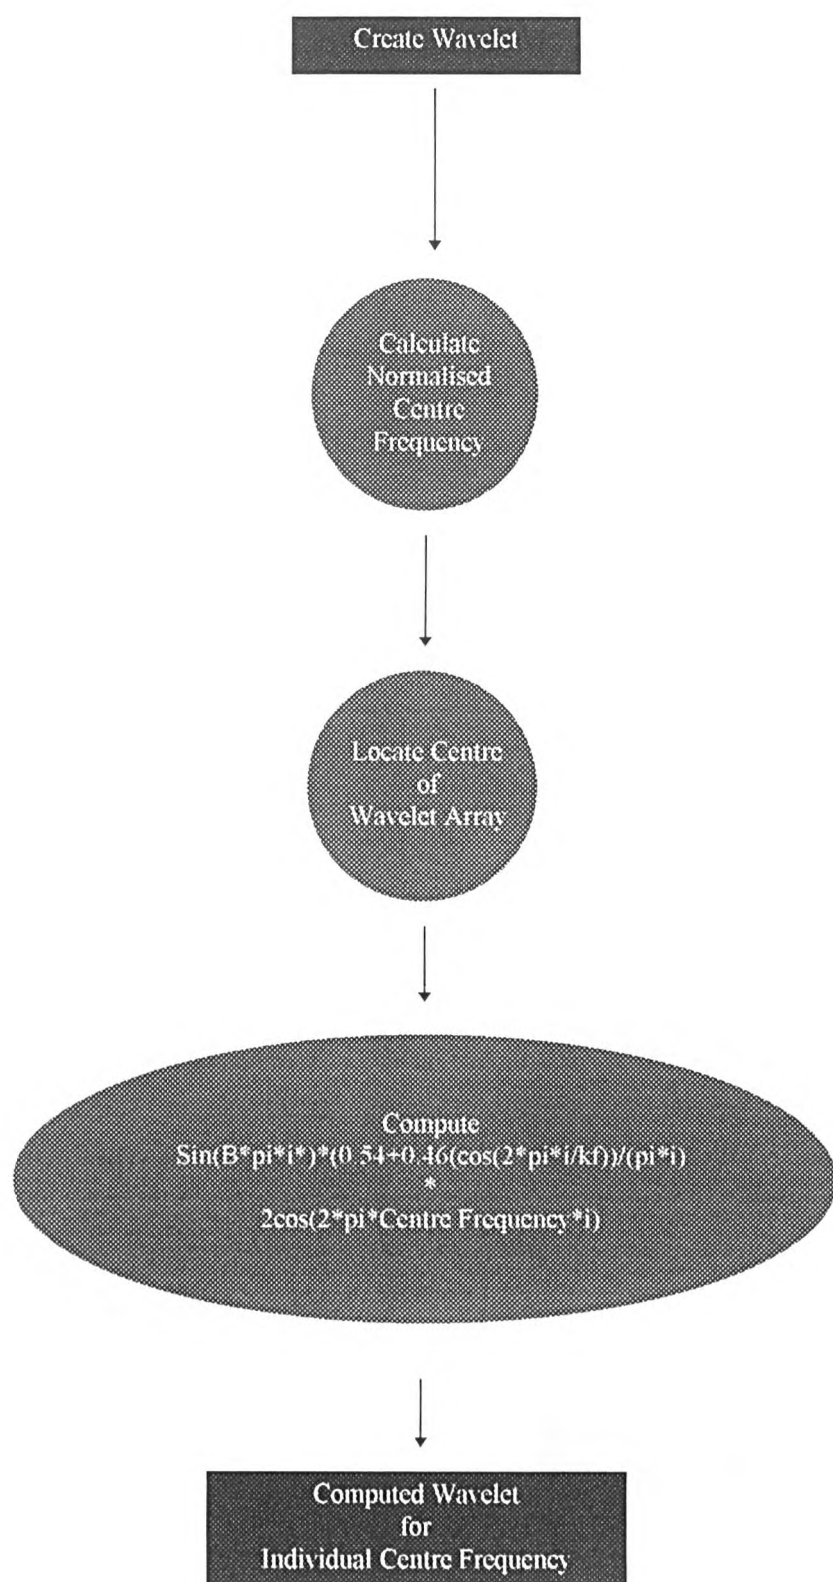 Create Wavelet
Calculate
Normalised
Centre
Frequency
Locate Centre
of
Wavelet Array
Compute
Sin(B*pi*i*)*(0.54+0.46(cos(2*pi*i/kf))/(pi*i)
*
2cos(2*pi*Centre Frequency*i)
Computed Wavelet
for
Individual Centre Frequency